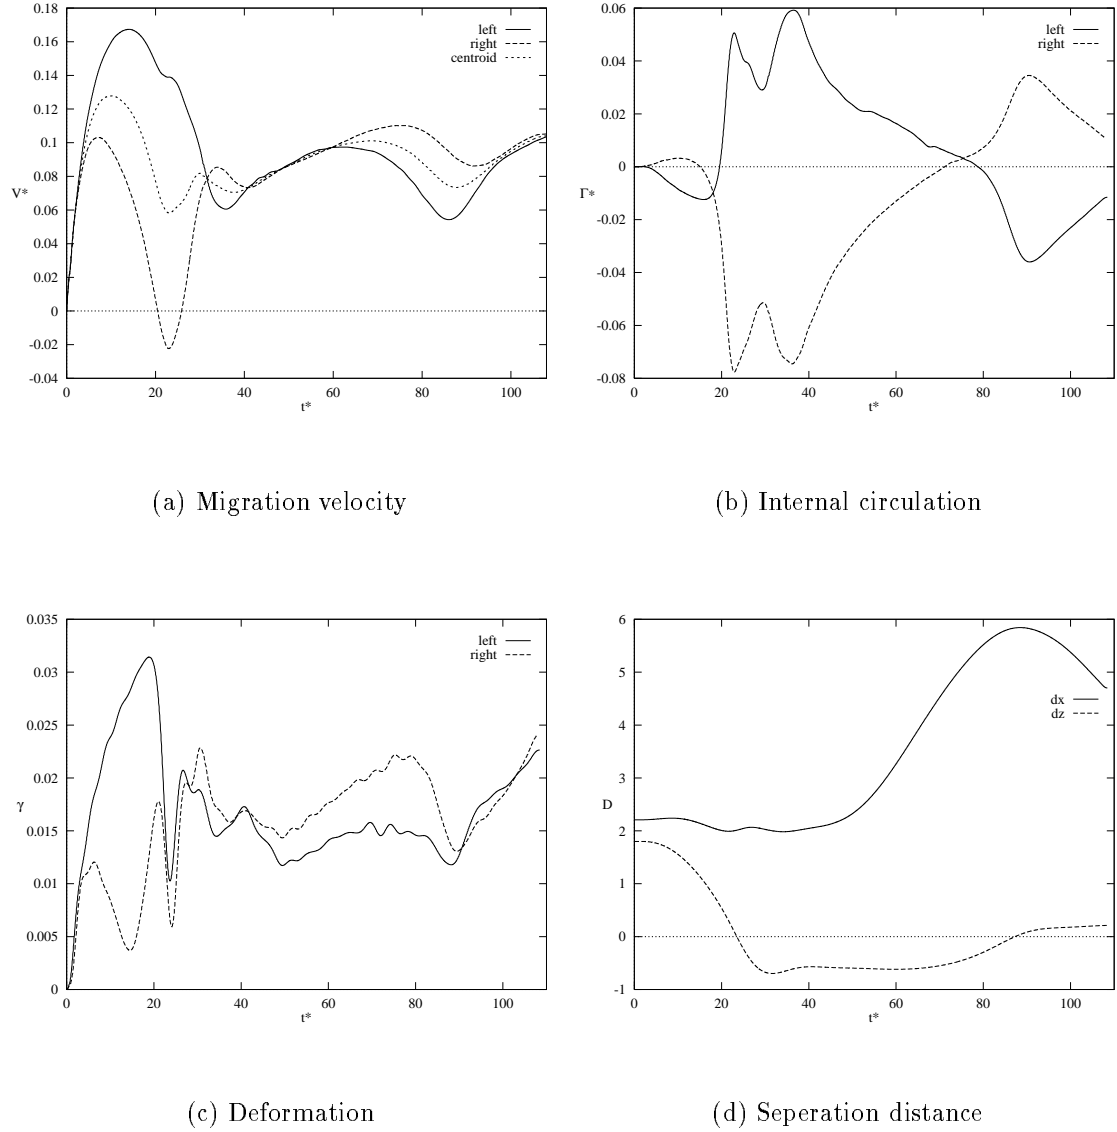 0.18
0.16
0.14
0.12
0.1
0.08
V*
0.06
0.04
0.02
0
-0.02
-0.04
0 20 40 60 80 100
t*
left
right
centroid
(a) Migration velocity
0.06
0.04
0.02
0
Γ*
-0.02
-0.04
-0.06
-0.08
0 20 40 60 80 100
t*
left
right
(b) Internal circulation
0.035
0.03
0.025
0.02
γ
0.015
0.01
0.005
0
0 20 40 60 80 100
t*
left
right
(c) Deformation
6
5
4
3
D
2
1
0
-1
0 20 40 60 80 100
t*
dx
dz
(d) Seperation distance